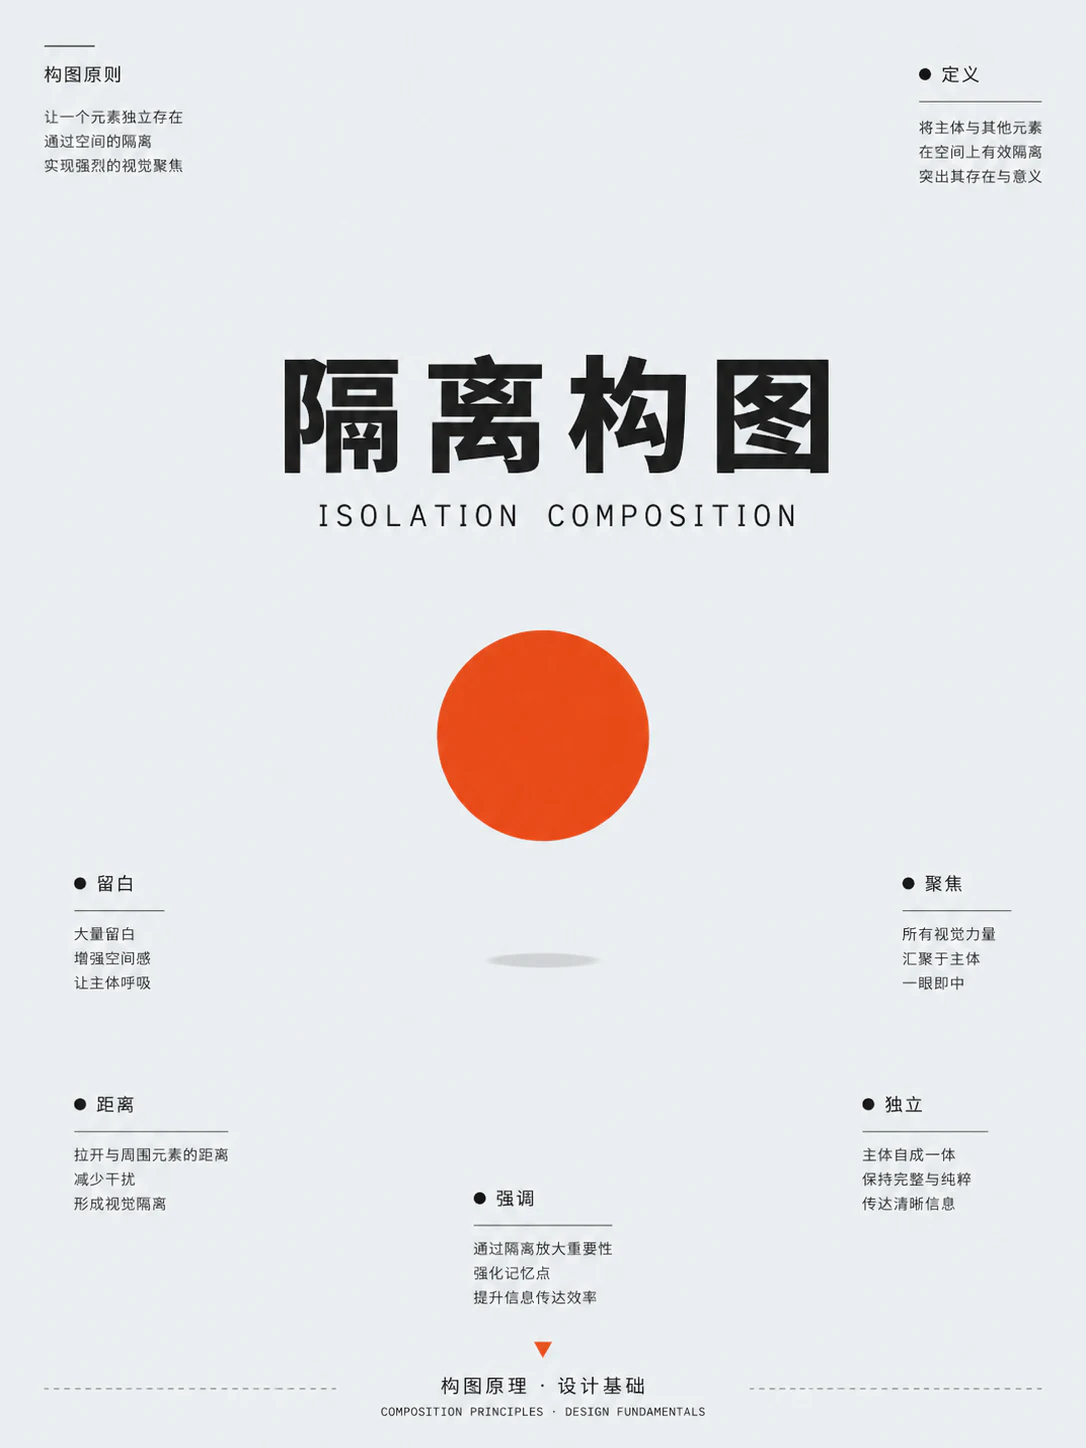 构图原则
让一个元素独立存在
通过空间的隔离
实现强烈的视觉聚焦
● 定义
将主体与其他元素
在空间上有效隔离
突出其存在与意义
隔离构图
ISOLATION COMPOSITION
● 留白
大量留白
增强空间感
让主体呼吸
● 聚焦
所有视觉力量
汇聚于主体
一眼即中
● 距离
拉开与周围元素的距离
减少干扰
形成视觉隔离
● 独立
主体自成一体
保持完整与纯粹
传达清晰信息
● 强调
通过隔离放大重要性
强化记忆点
提升信息传达效率
构图原理 · 设计基础
COMPOSITION PRINCIPLES · DESIGN FUNDAMENTALS